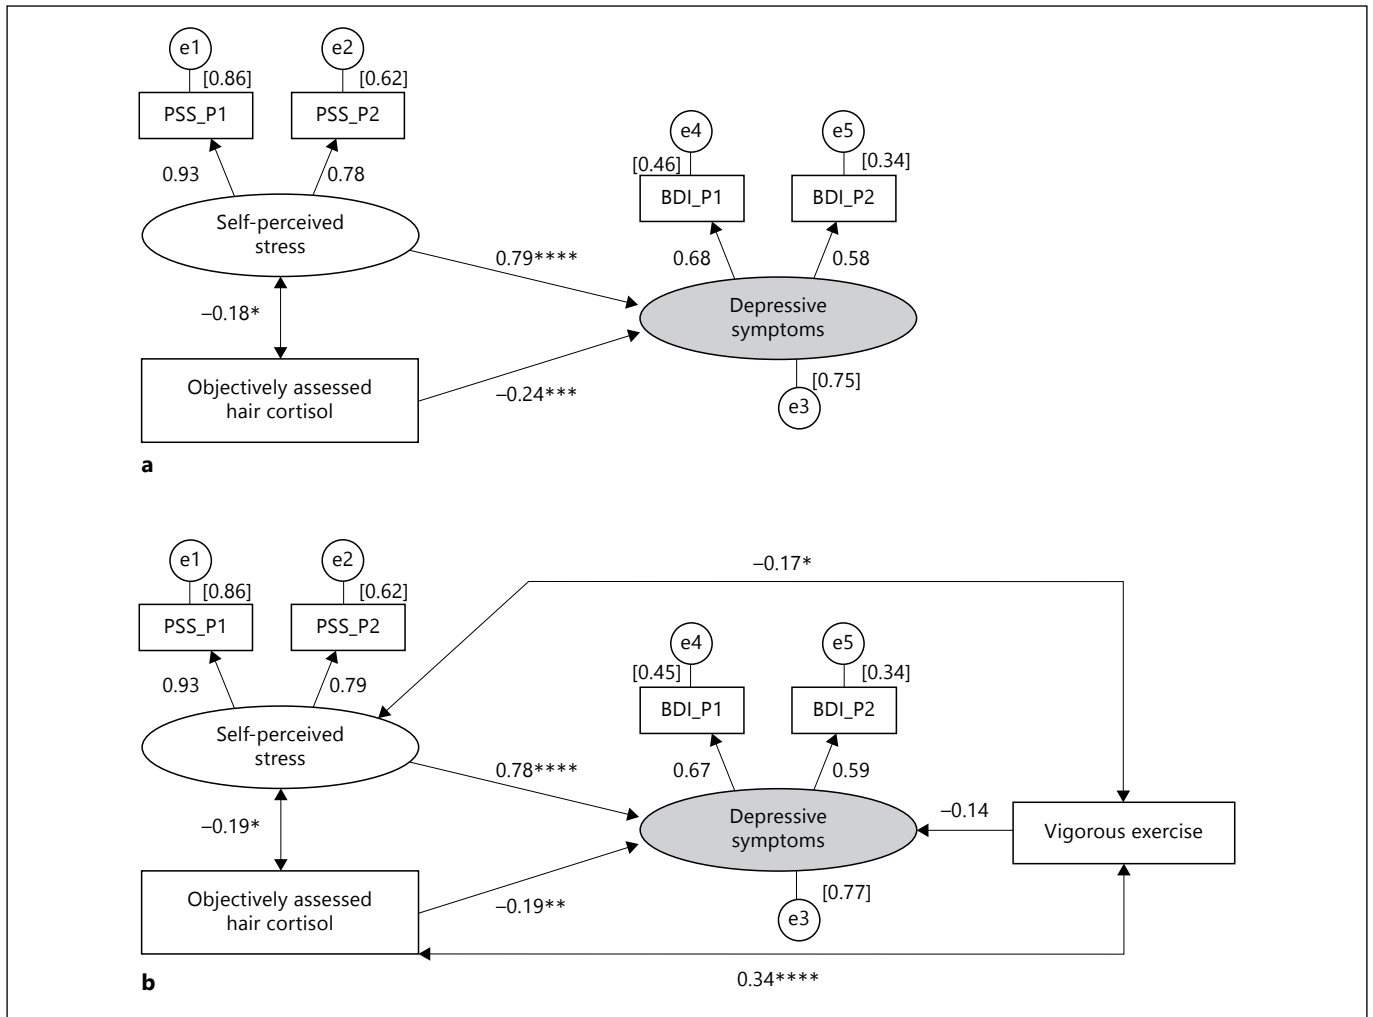 e1
e2
[0.86]
[0.62]
PSS_P1
PSS_P2
e4
e5
[0.46]
[0.34]
BDI_P1
BDI_P2
0.93
0.78
Self-perceived
stress
0.79****
0.68
0.58
Depressive
symptoms
–0.18*
Objectively assessed
hair cortisol
–0.24***
[0.75]
e3
a
e1
e2
–0.17*
[0.86]
[0.62]
PSS_P1
PSS_P2
e4
e5
[0.45]
[0.34]
BDI_P1
BDI_P2
0.93
0.79
Self-perceived
stress
0.78****
0.67
0.59
Depressive
symptoms
–0.14
Vigorous exercise
–0.19*
Objectively assessed
hair cortisol
–0.19**
[0.77]
e3
b
0.34****